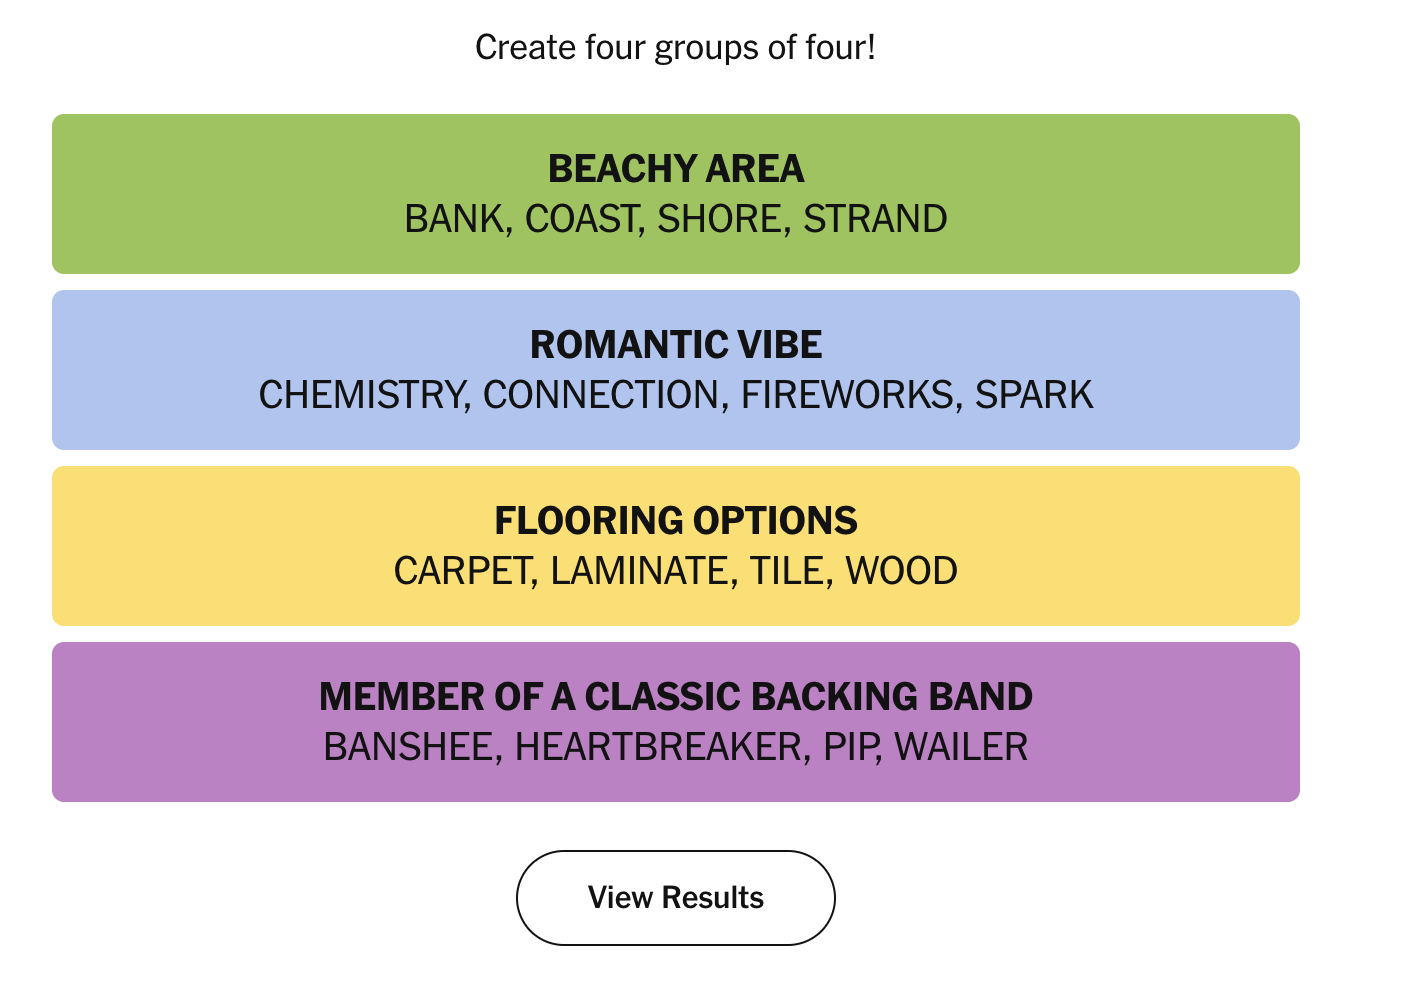 Create four groups of four!
BEACHY AREA
BANK, COAST, SHORE, STRAND
ROMANTIC VIBE
CHEMISTRY, CONNECTION, FIREWORKS, SPARK
FLOORING OPTIONS
CARPET, LAMINATE, TILE, WOOD
MEMBER OF A CLASSIC BACKING BAND
BANSHEE, HEARTBREAKER, PIP, WAILER
View Results